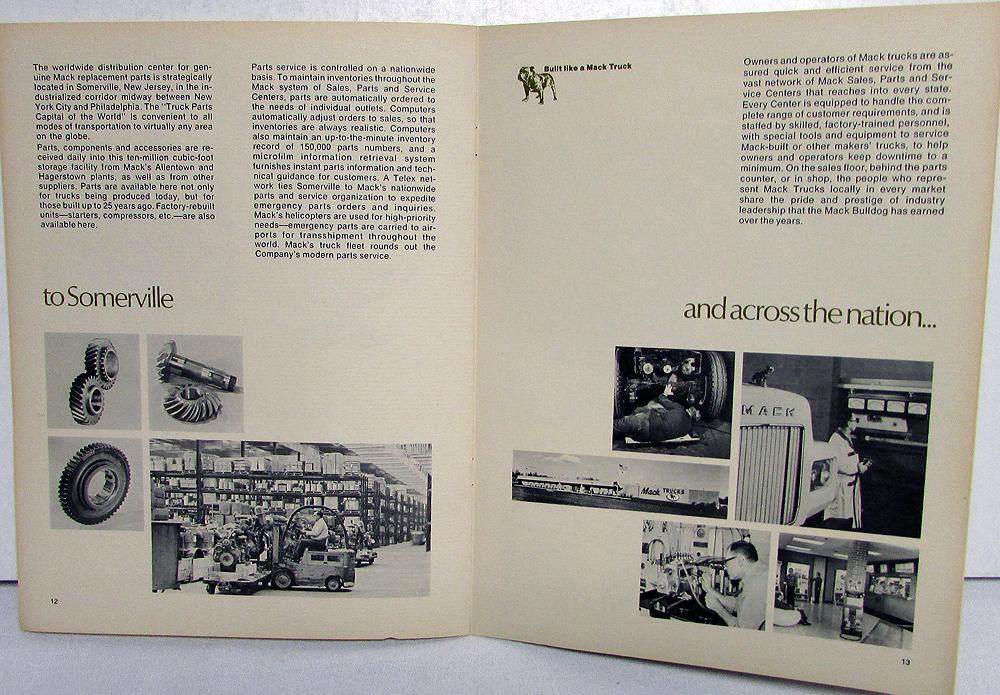 The worldwide distribution center for gen-
uine Mack replacement parts is strategically
located in Somerville, New Jersey, in the in-
dustrialized corridor midway between New
York City and Philadelphia. The "Truck Parts
Capital of the World" is convenient to all
modes of transportation to virtually any area
on the globe.
Parts, components and accessories are re-
ceived daily into this ten-million cubic-foot
storage facility from Mack's Allentown and
Hagerstown plants, as well as from other
suppliers. Parts are available here not only
for trucks being produced today, but for
those built up to 25 years ago. Factory-rebuilt
units—starters, compressors, etc.—are also
available here.
Parts service is controlled on a nationwide
basis. To maintain inventories throughout the
Mack system of Sales, Parts and Service
Centers, parts are automatically ordered to
the needs of individual outlets. Computers
automatically adjust orders to sales, so that
inventories are always realistic. Computers
also maintain an up-to-the-minute inventory
record of 150,000 parts numbers, and a
microfilm information retrieval system
furnishes instant parts information and tech-
nical guidance for customers. A Telex net-
work ties Somerville to Mack's nationwide
parts and service organization to expedite
emergency parts orders and inquiries.
Mack's helicopters are used for high-priority
needs—emergency parts are carried to air-
ports for transshipment throughout the
world. Mack's truck fleet rounds out the
Company's modern parts service.
to Somerville
12
Built like a Mack Truck
Owners and operators of Mack trucks are as-
sured quick and efficient service from the
vast network of Mack Sales, Parts and Ser-
vice Centers that reaches into every state.
Every Center is equipped to handle the com-
plete range of customer requirements, and is
staffed by skilled, factory-trained personnel,
with special tools and equipment to service
Mack-built or other makers' trucks, to help
owners and operators keep downtime to a
minimum. On the sales floor, behind the parts
counter, or in shop, the people who repre-
sent Mack Trucks locally in every market
share the pride and prestige of industry
leadership that the Mack Bulldog has earned
over the years.
and across the nation...
MACK
Mack TRUCKS
13